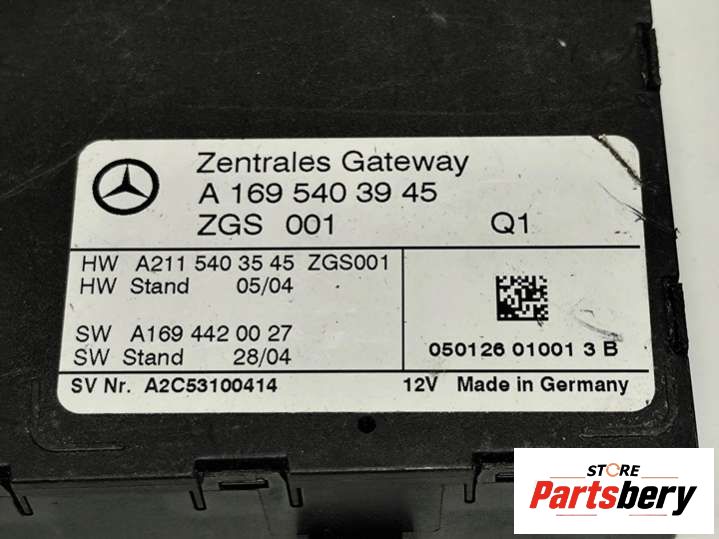 Zentrales Gateway
A 169 540 39 45
ZGS 001 Q1
HW A211 540 35 45 ZGS001
HW Stand 05/04
SW A169 442 00 27
SW Stand 28/04
050126 01001 3 B
SV Nr. A2C53100414 12V Made in Germany
STORE
Partsbery